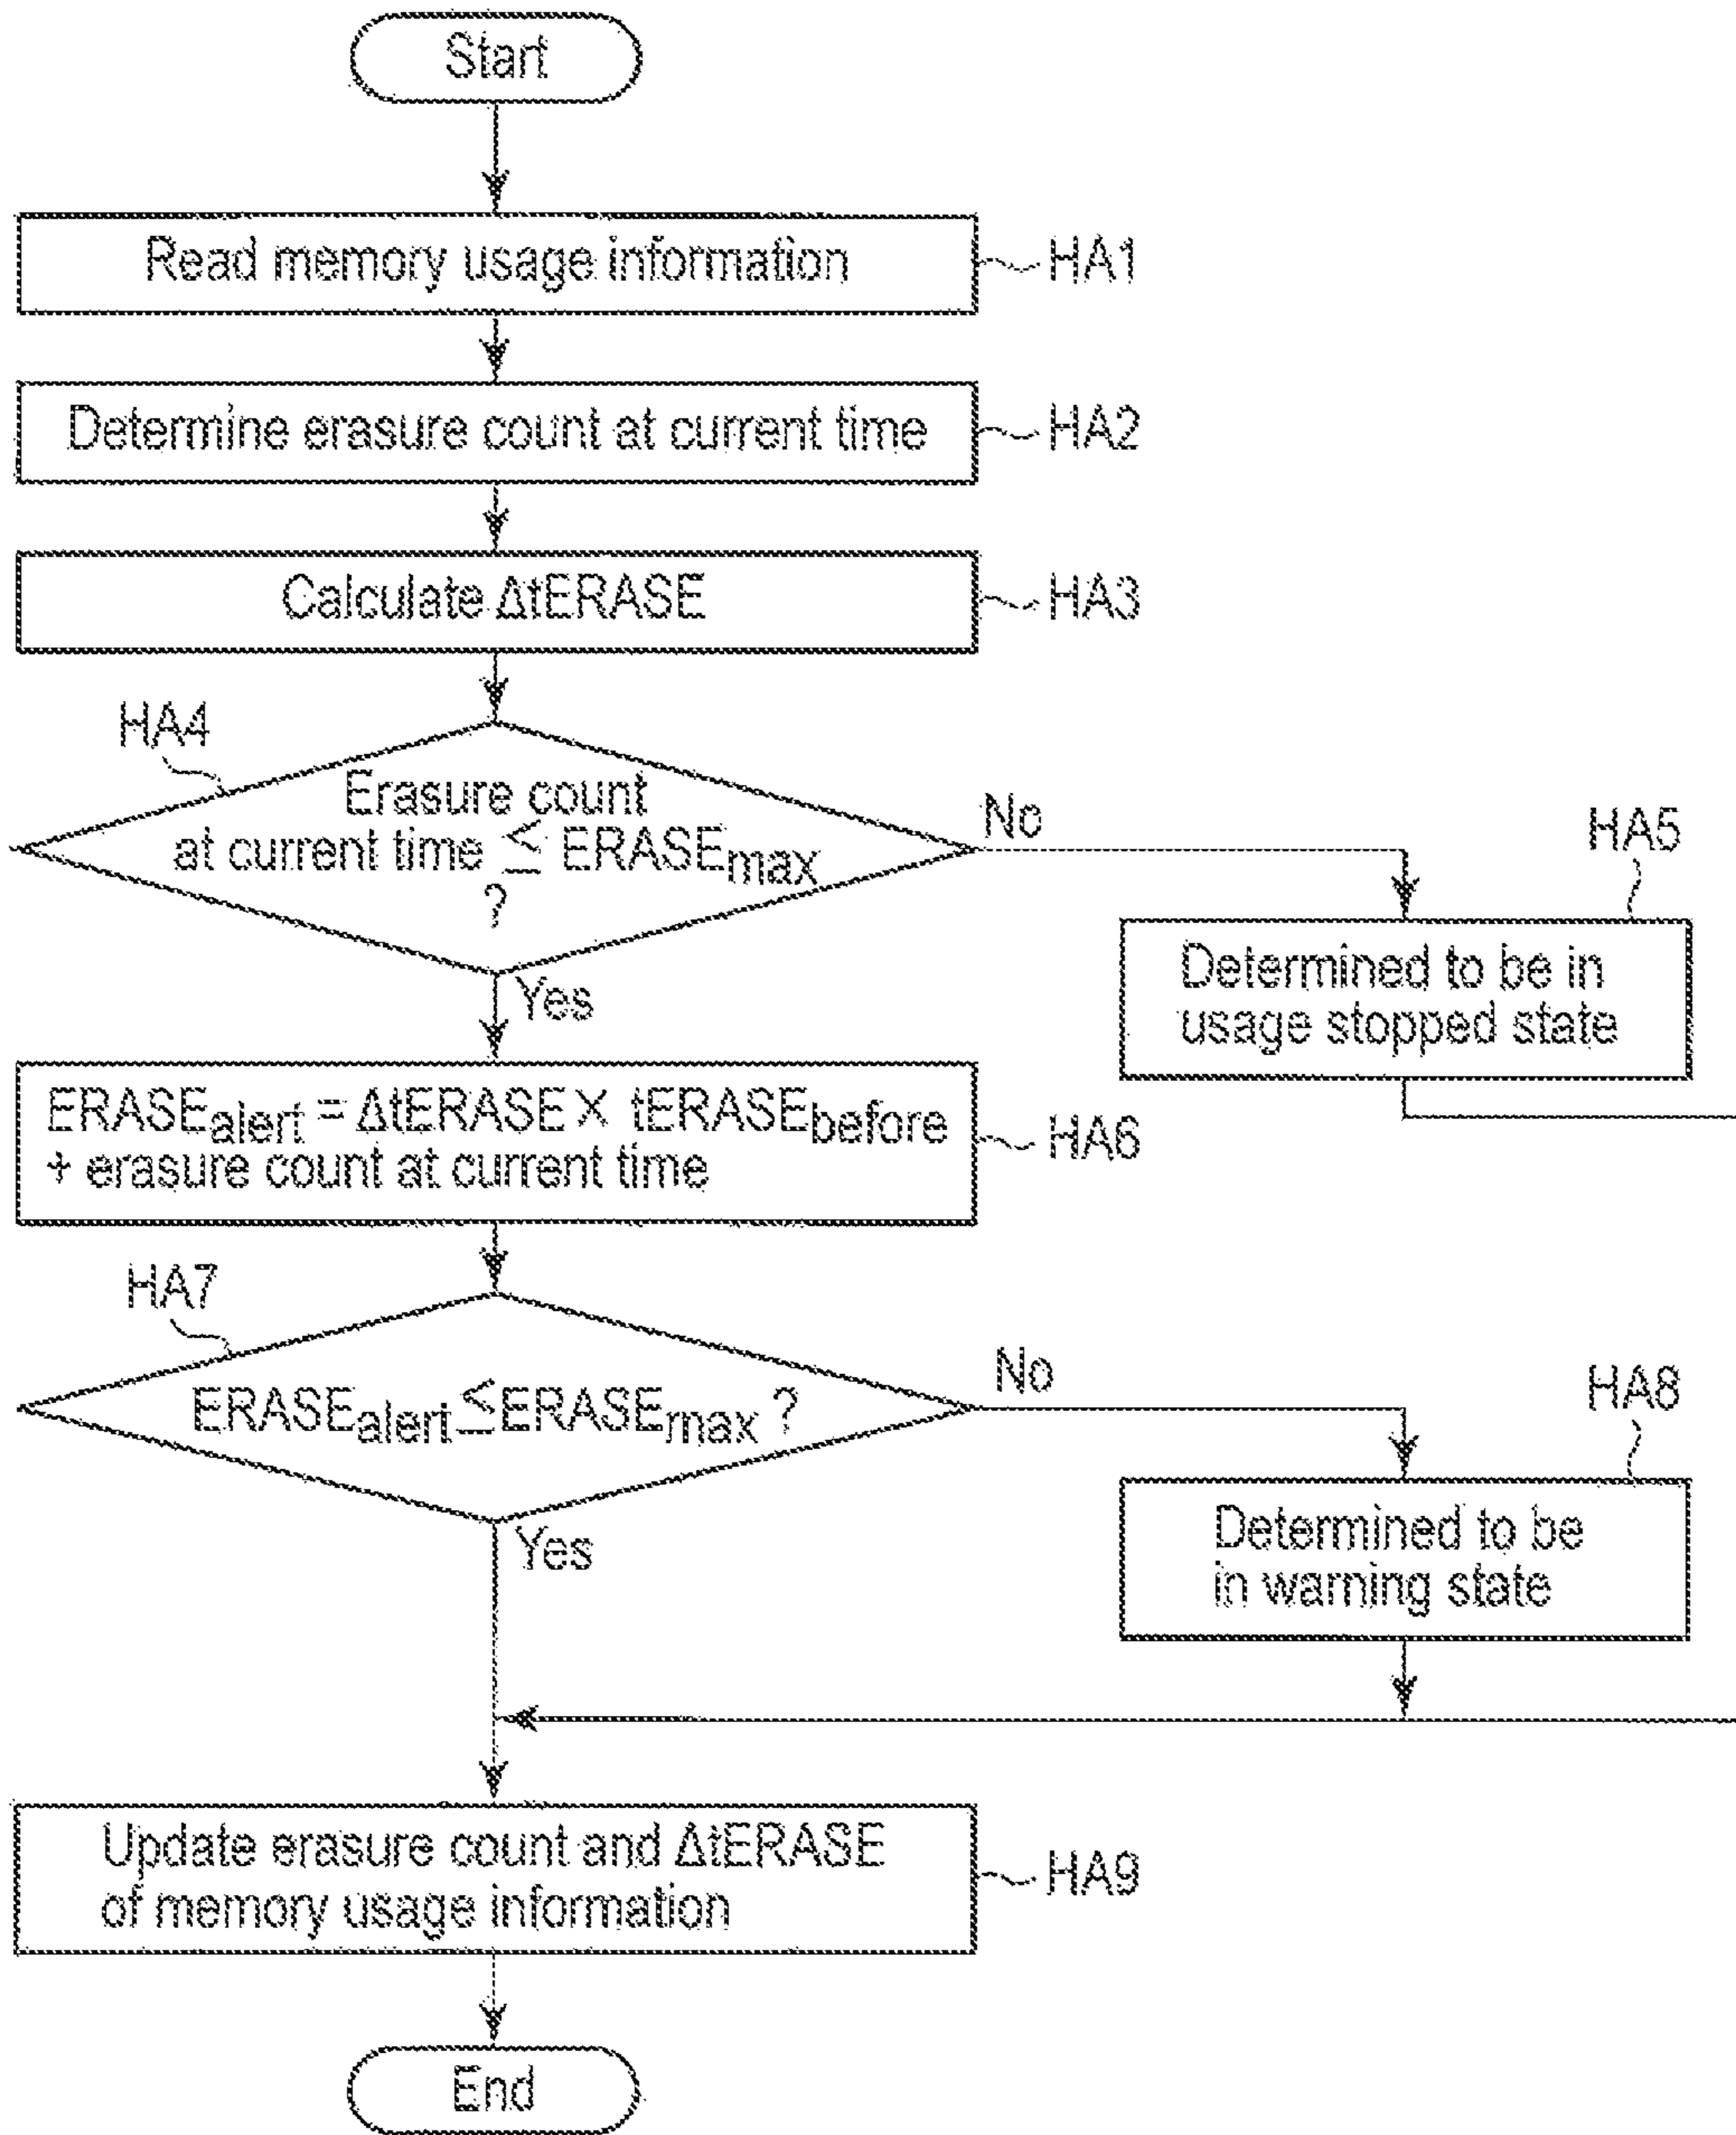 Start
Read memory usage information
HA1
Determine erasure count at current time
HA2
Calculate ΔtERASE
HA3
HA4
Erasure count
at current time ≦ ERASEmax
?
No
HA5
Determined to be in
usage stopped state
Yes
ERASEalert = ΔtERASE × tERASEbefore
+ erasure count at current time
HA6
HA7
ERASEalert≦ERASEmax ?
No
HA8
Determined to be
in warning state
Yes
Update erasure count and ΔtERASE
of memory usage information
HA9
End